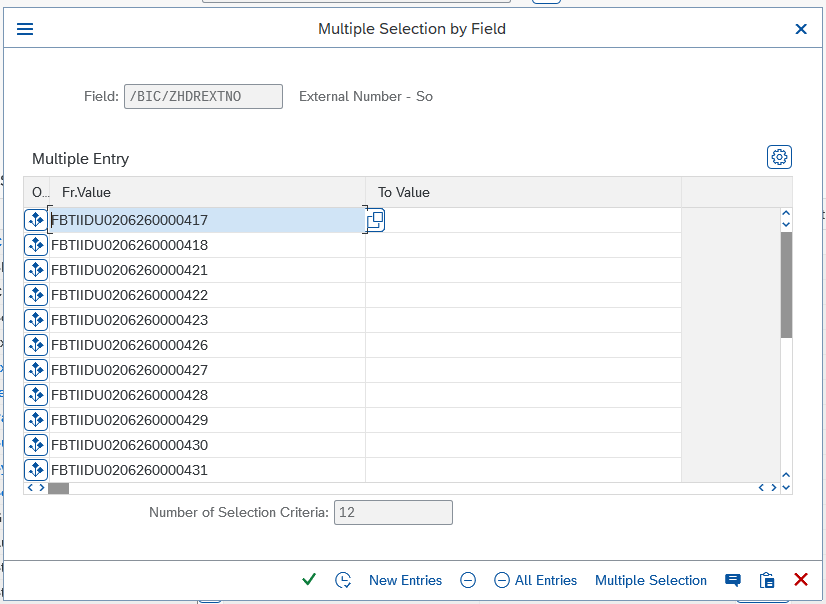 Multiple Selection by Field
Field: /BIC/ZHDREXTNO External Number - So
Multiple Entry
O... Fr.Value To Value
FBTIIDU0206260000417
FBTIIDU0206260000418
FBTIIDU0206260000421
FBTIIDU0206260000422
FBTIIDU0206260000423
FBTIIDU0206260000426
FBTIIDU0206260000427
FBTIIDU0206260000428
FBTIIDU0206260000429
FBTIIDU0206260000430
FBTIIDU0206260000431
Number of Selection Criteria: 12
New Entries All Entries Multiple Selection